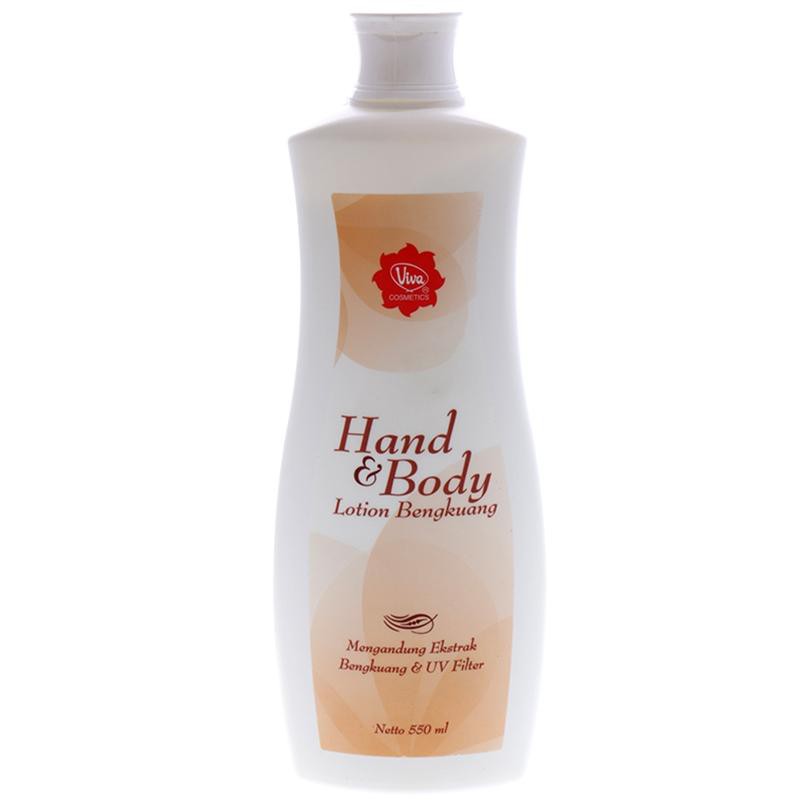 Viva
®
COSMETICS
Hand
& Body
Lotion Bengkuang
Mengandung Ekstrak
Bengkuang & UV Filter
Netto 550 ml